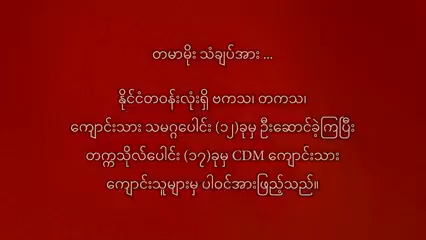 တမာမိုး သံချပ်အား ...
နိုင်ငံတဝန်းလုံးရှိ ဗကသ၊ တကသ၊
ကျောင်းသား သမဂ္ဂပေါင်း (၁၂)ခုမှ ဦးဆောင်ခဲ့ကြပြီး
တက္ကသိုလ်ပေါင်း (၁၇)ခုမှ CDM ကျောင်းသား
ကျောင်းသူများမှ ပါဝင်အားဖြည့်သည်။